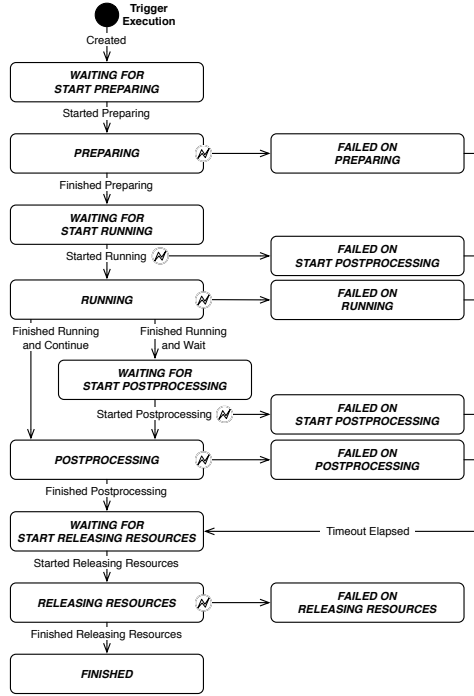 Trigger
Execution
Created
WAITING FOR
START PREPARING
Started Preparing
PREPARING
FAILED ON
PREPARING
Finished Preparing
WAITING FOR
START RUNNING
Started Running
FAILED ON
START POSTPROCESSING
RUNNING
FAILED ON
RUNNING
Finished Running
and Continue
Finished Running
and Wait
WAITING FOR
START POSTPROCESSING
Started Postprocessing
FAILED ON
START POSTPROCESSING
POSTPROCESSING
FAILED ON
POSTPROCESSING
Finished Postprocessing
WAITING FOR
START RELEASING RESOURCES
Timeout Elapsed
Started Releasing Resources
RELEASING RESOURCES
FAILED ON
RELEASING RESOURCES
Finished Releasing Resources
FINISHED